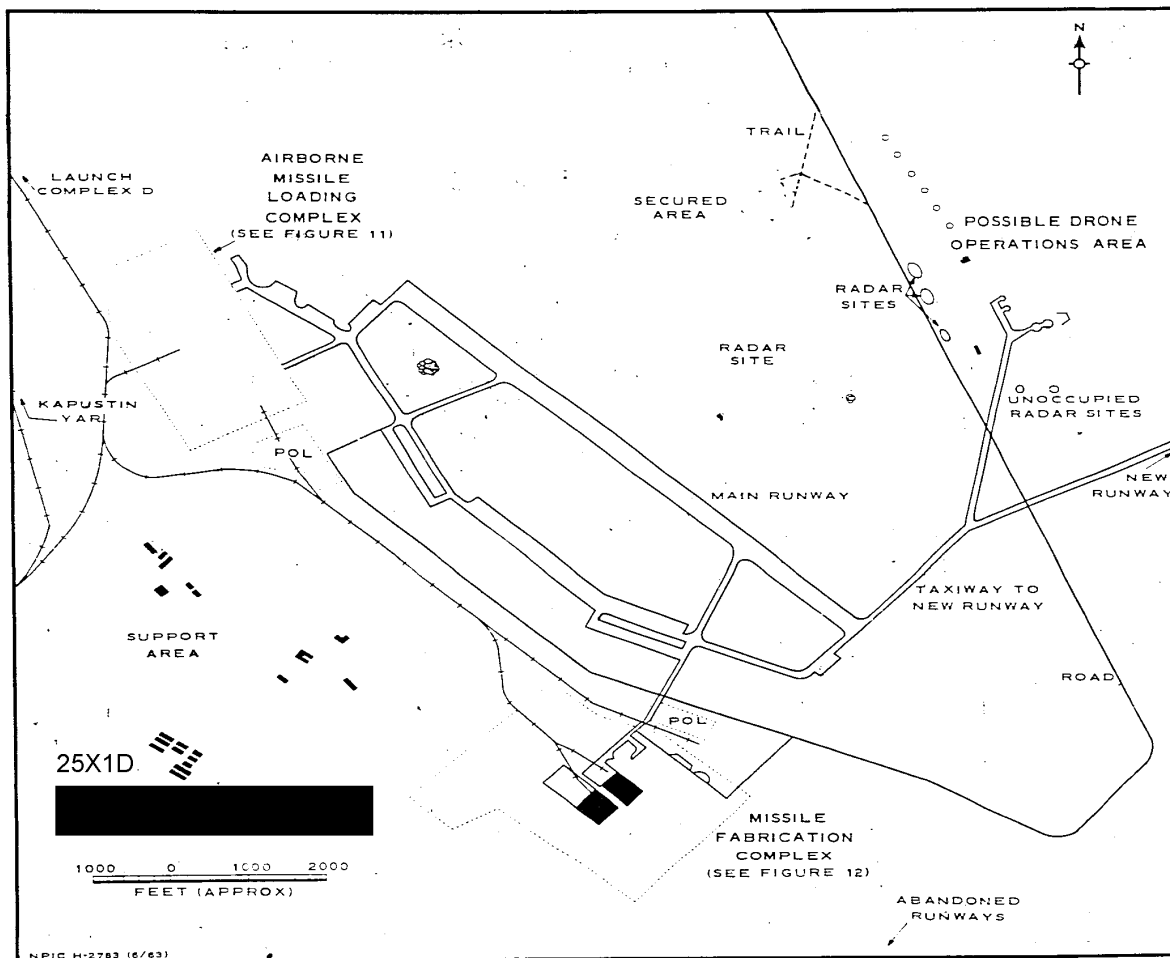 N
TRAIL
AIRBORNE
MISSILE
LOADING
COMPLEX
(SEE FIGURE 11)
LAUNCH
COMPLEX D
SECURED
AREA
POSSIBLE DRONE
OPERATIONS AREA
RADAR
SITES
RADAR
SITE
KAPUSTIN
YAR
UNOCCUPIED
RADAR SITES
POL
NEW
RUNWAY
MAIN RUNWAY
TAXIWAY TO
NEW RUNWAY
SUPPORT
AREA
ROAD
POL
25X1D
MISSILE
FABRICATION
COMPLEX
(SEE FIGURE 12)
1000 0 1000 2000
FEET (APPROX)
ABANDONED
RUNWAYS
NPIC H-2783 (6/63)